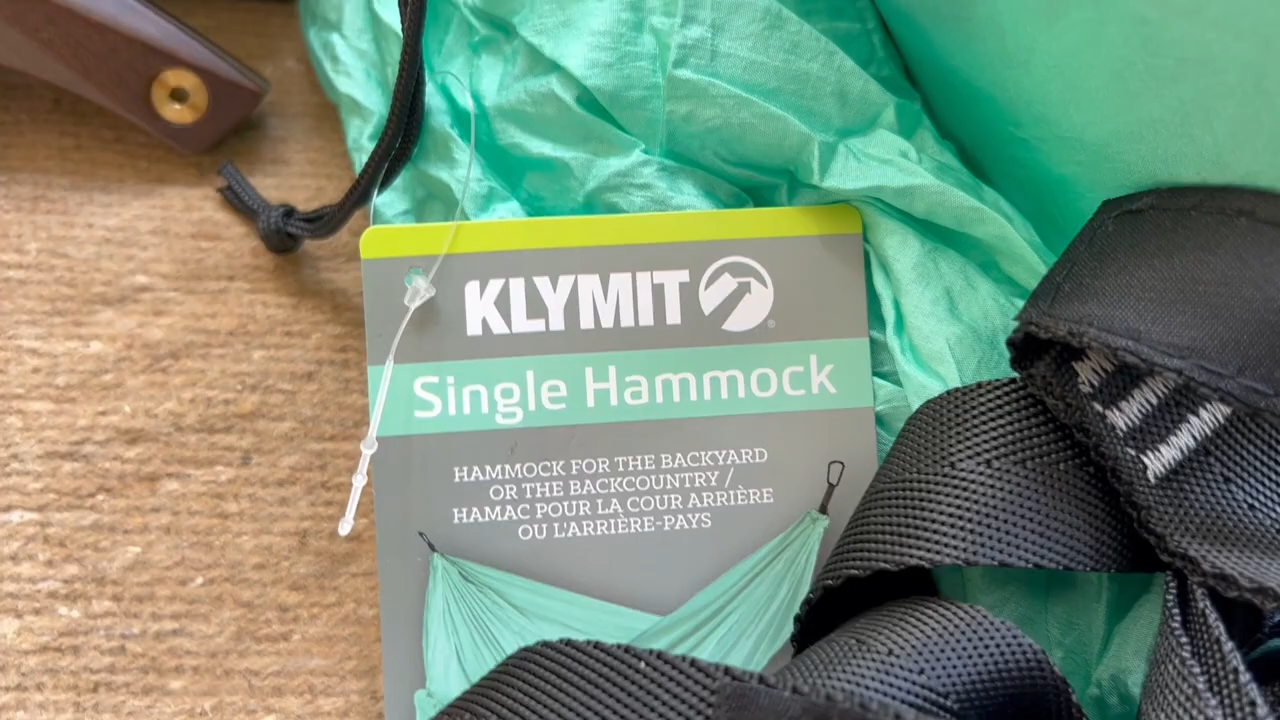 KLYMIT
Single Hammock
HAMMOCK FOR THE BACKYARD
OR THE BACKCOUNTRY /
HAMAC POUR LA COUR ARRIÈRE
OU L'ARRIÈRE-PAYS